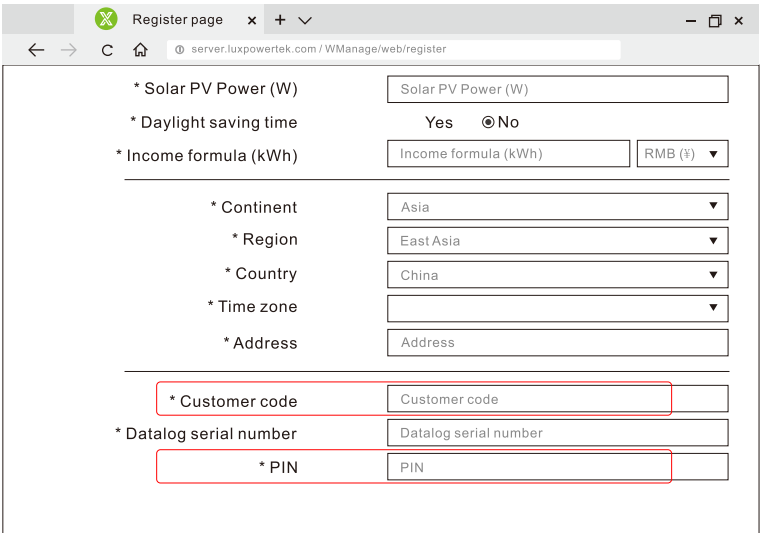 Register page
server.luxpowertek.com / WManage/web/register
* Solar PV Power (W) Solar PV Power (W)
* Daylight saving time Yes No
* Income formula (kWh) Income formula (kWh) RMB (¥)
* Continent Asia
* Region East Asia
* Country China
* Time zone
* Address Address
* Customer code Customer code
* Datalog serial number Datalog serial number
* PIN PIN